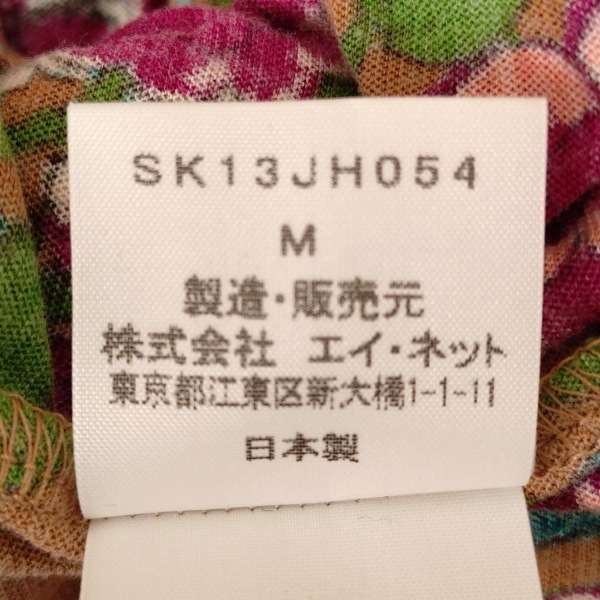 SK13JH054
M
製造・販売元
株式会社 エイ・ネット
東京都江東区新大橋1-1-11
日本製